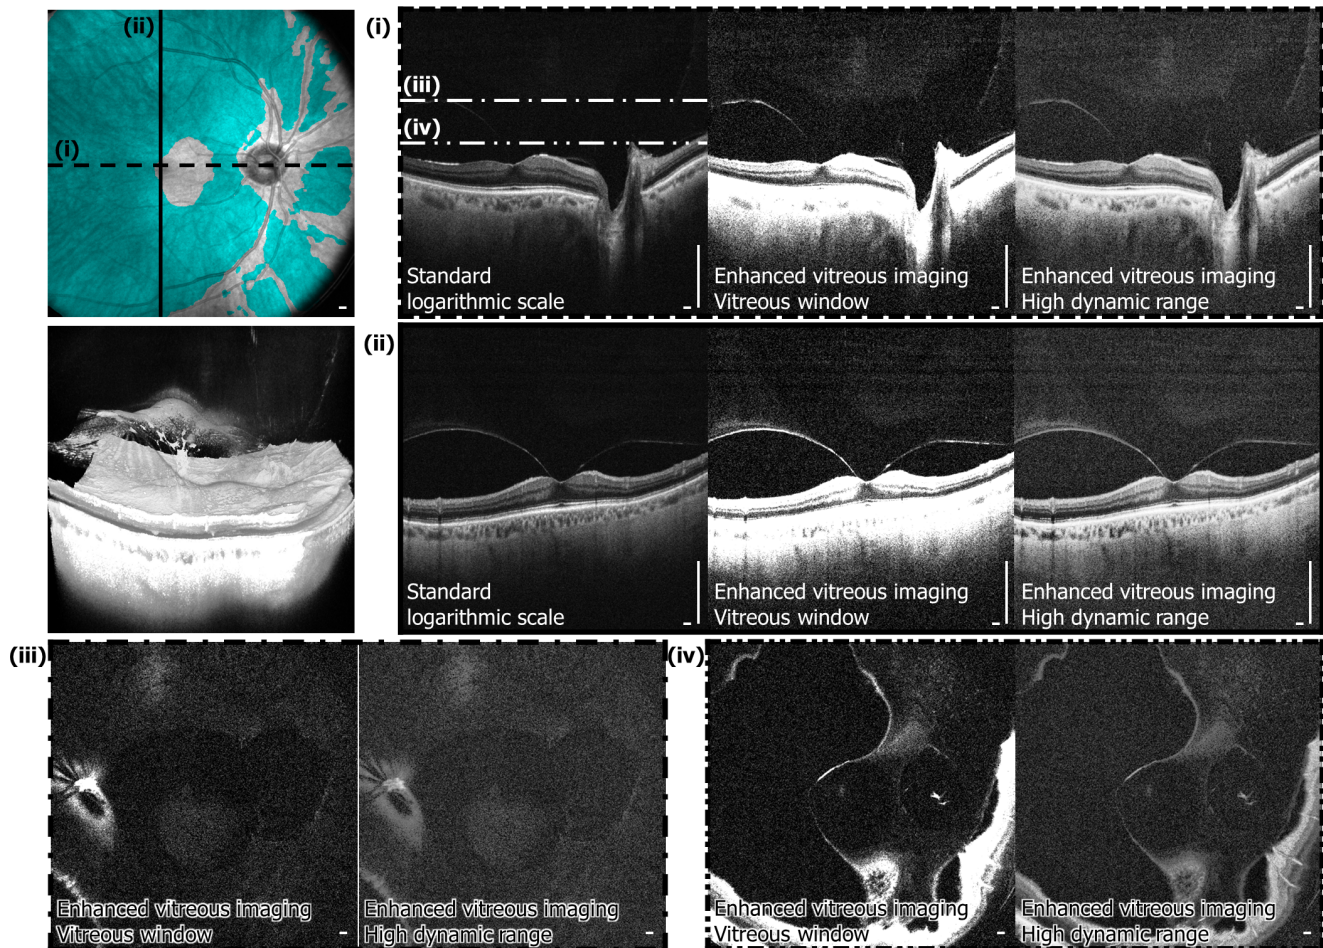 (ii)
(i)
(i)
(iii)
(iv)
Standard
logarithmic scale
Enhanced vitreous imaging
Vitreous window
Enhanced vitreous imaging
High dynamic range
(ii)
Standard
logarithmic scale
Enhanced vitreous imaging
Vitreous window
Enhanced vitreous imaging
High dynamic range
(iii)
Enhanced vitreous imaging
Vitreous window
Enhanced vitreous imaging
High dynamic range
(iv)
Enhanced vitreous imaging
Vitreous window
Enhanced vitreous imaging
High dynamic range